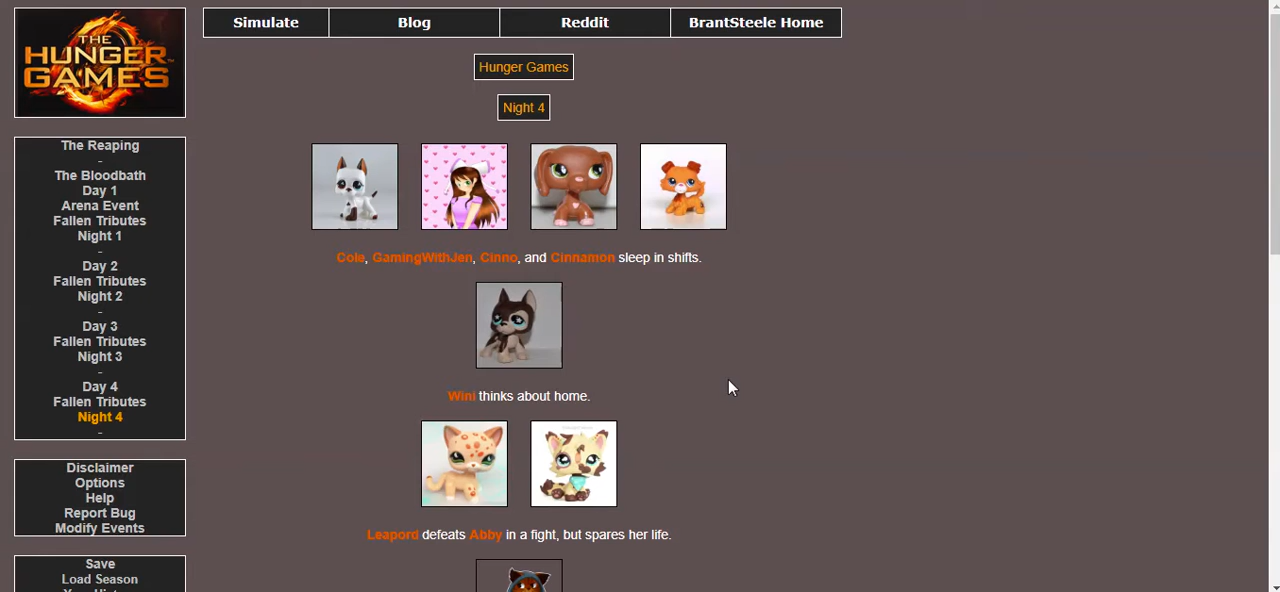 THE
HUNGER
GAMES
Simulate
Blog
Reddit
BrantSteele Home
Hunger Games
Night 4
The Reaping
-
The Bloodbath
Day 1
Arena Event
Fallen Tributes
Night 1
-
Day 2
Fallen Tributes
Night 2
-
Day 3
Fallen Tributes
Night 3
-
Day 4
Fallen Tributes
Night 4
-
Disclaimer
Options
Help
Report Bug
Modify Events
Save
Load Season
Cole, GamingWithJen, Cinno, and Cinnamon sleep in shifts.
Wini thinks about home.
Leapord defeats Abby in a fight, but spares her life.